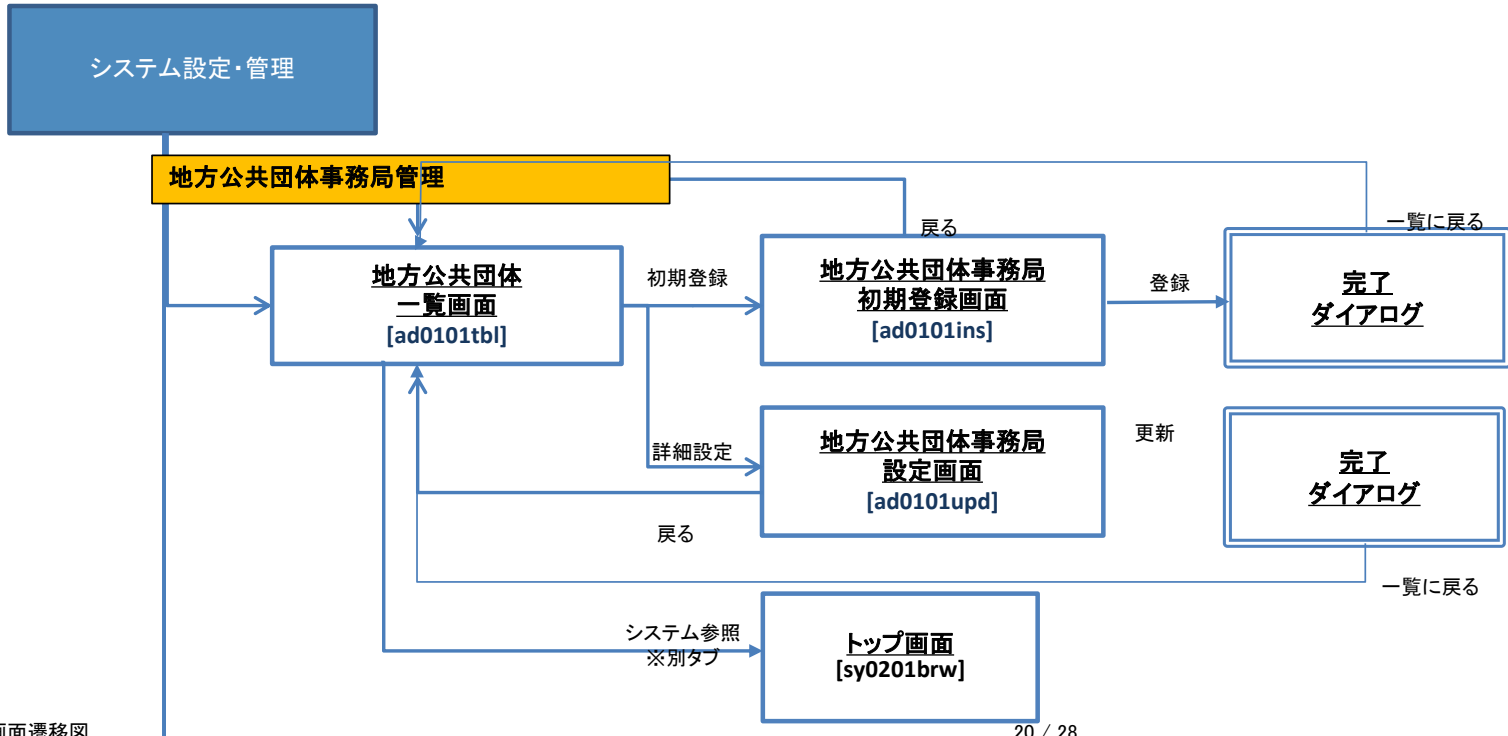 システム設定・管理
地方公共団体事務局管理
戻る
一覧に戻る
地方公共団体
一覧画面
[ad0101tbl]
初期登録
地方公共団体事務局
初期登録画面
[ad0101ins]
登録
完了
ダイアログ
詳細設定
地方公共団体事務局
設定画面
[ad0101upd]
更新
完了
ダイアログ
戻る
一覧に戻る
システム参照
※別タブ
トップ画面
[sy0201brw]
画面遷移図
20 / 28